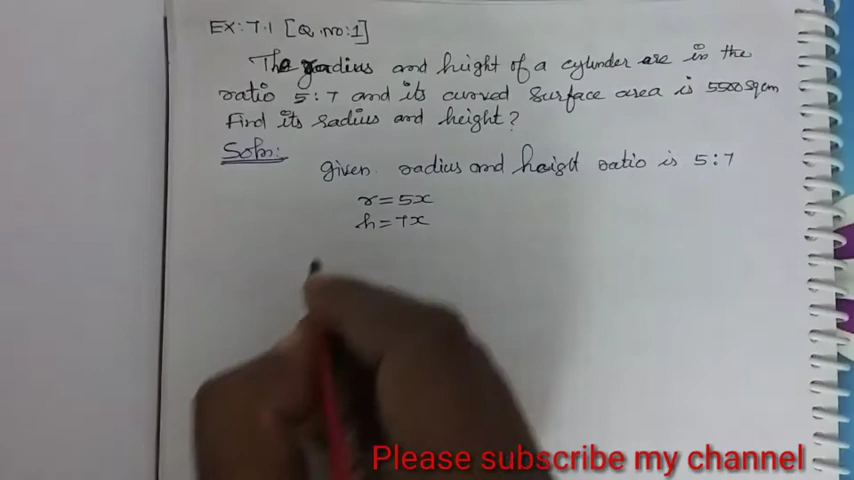 EX: 7.1 [Q.no:1]
The radius and height of a cylinder are in the
ratio 5:7 and its curved surface area is 5500 sqcm
Find its radius and height?
Soln:
given radius and height ratio is 5:7
r=5x
h=7x
Please subscribe my channel